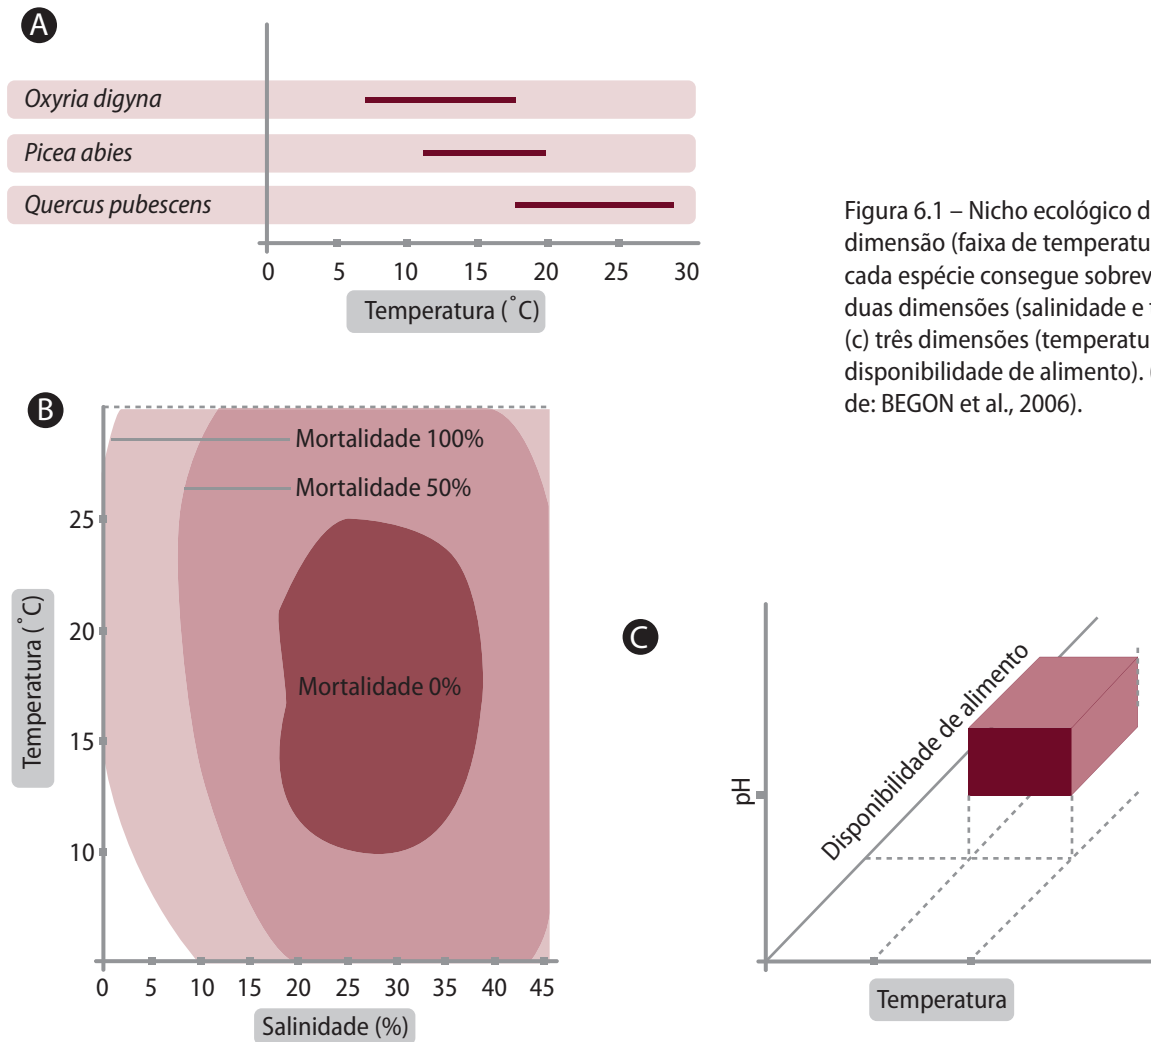 A
Oxyria digyna
Picea abies
Quercus pubescens
0 5 10 15 20 25 30
Temperatura (˚C)
Figura 6.1 – Nicho ecológico d
dimensão (faixa de temperatu
cada espécie consegue sobrev
duas dimensões (salinidade e
(c) três dimensões (temperatu
disponibilidade de alimento).
de: BEGON et al., 2006).
B
Mortalidade 100%
Mortalidade 50%
Mortalidade 0%
25
20
15
10
Temperatura (˚C)
0 5 10 15 20 25 30 35 40 45
Salinidade (%)
C
Disponibilidade de alimento
pH
Temperatura